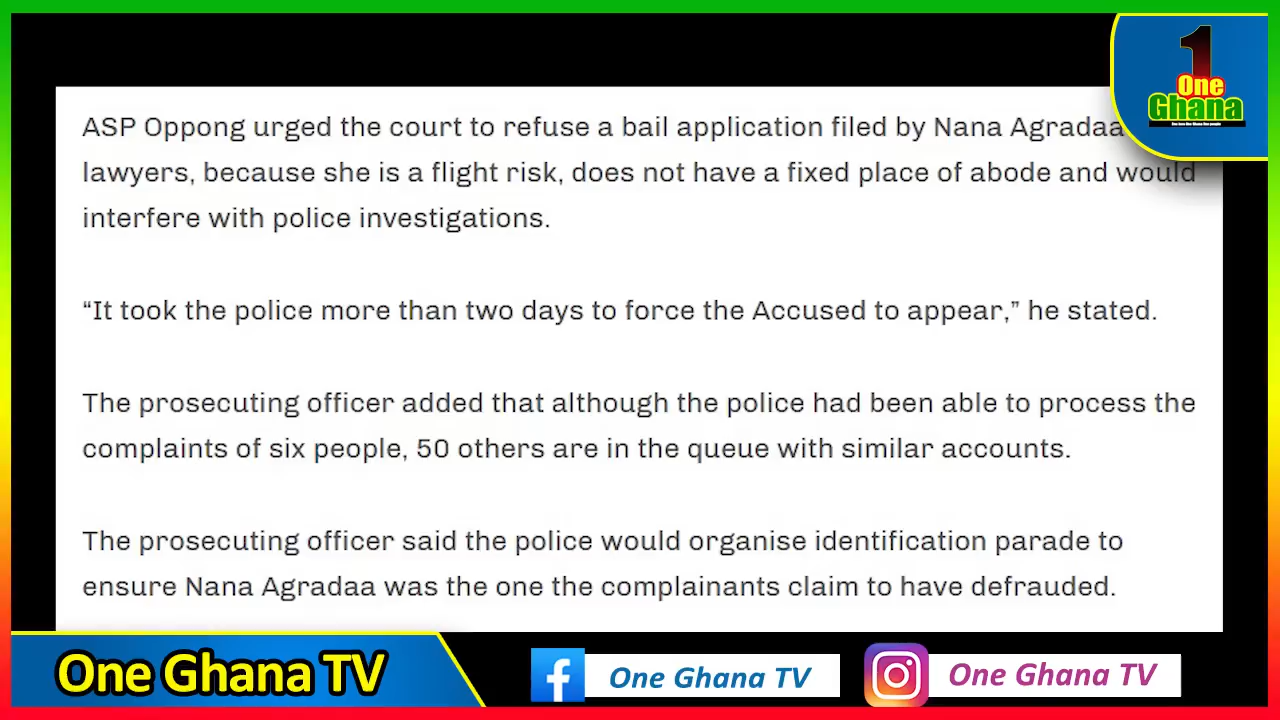 1
One
Ghana
ASP Oppong urged the court to refuse a bail application filed by Nana Agradaa
lawyers, because she is a flight risk, does not have a fixed place of abode and would
interfere with police investigations.
“It took the police more than two days to force the Accused to appear,” he stated.
The prosecuting officer added that although the police had been able to process the
complaints of six people, 50 others are in the queue with similar accounts.
The prosecuting officer said the police would organise identification parade to
ensure Nana Agradaa was the one the complainants claim to have defrauded.
One Ghana TV
One Ghana TV
One Ghana TV